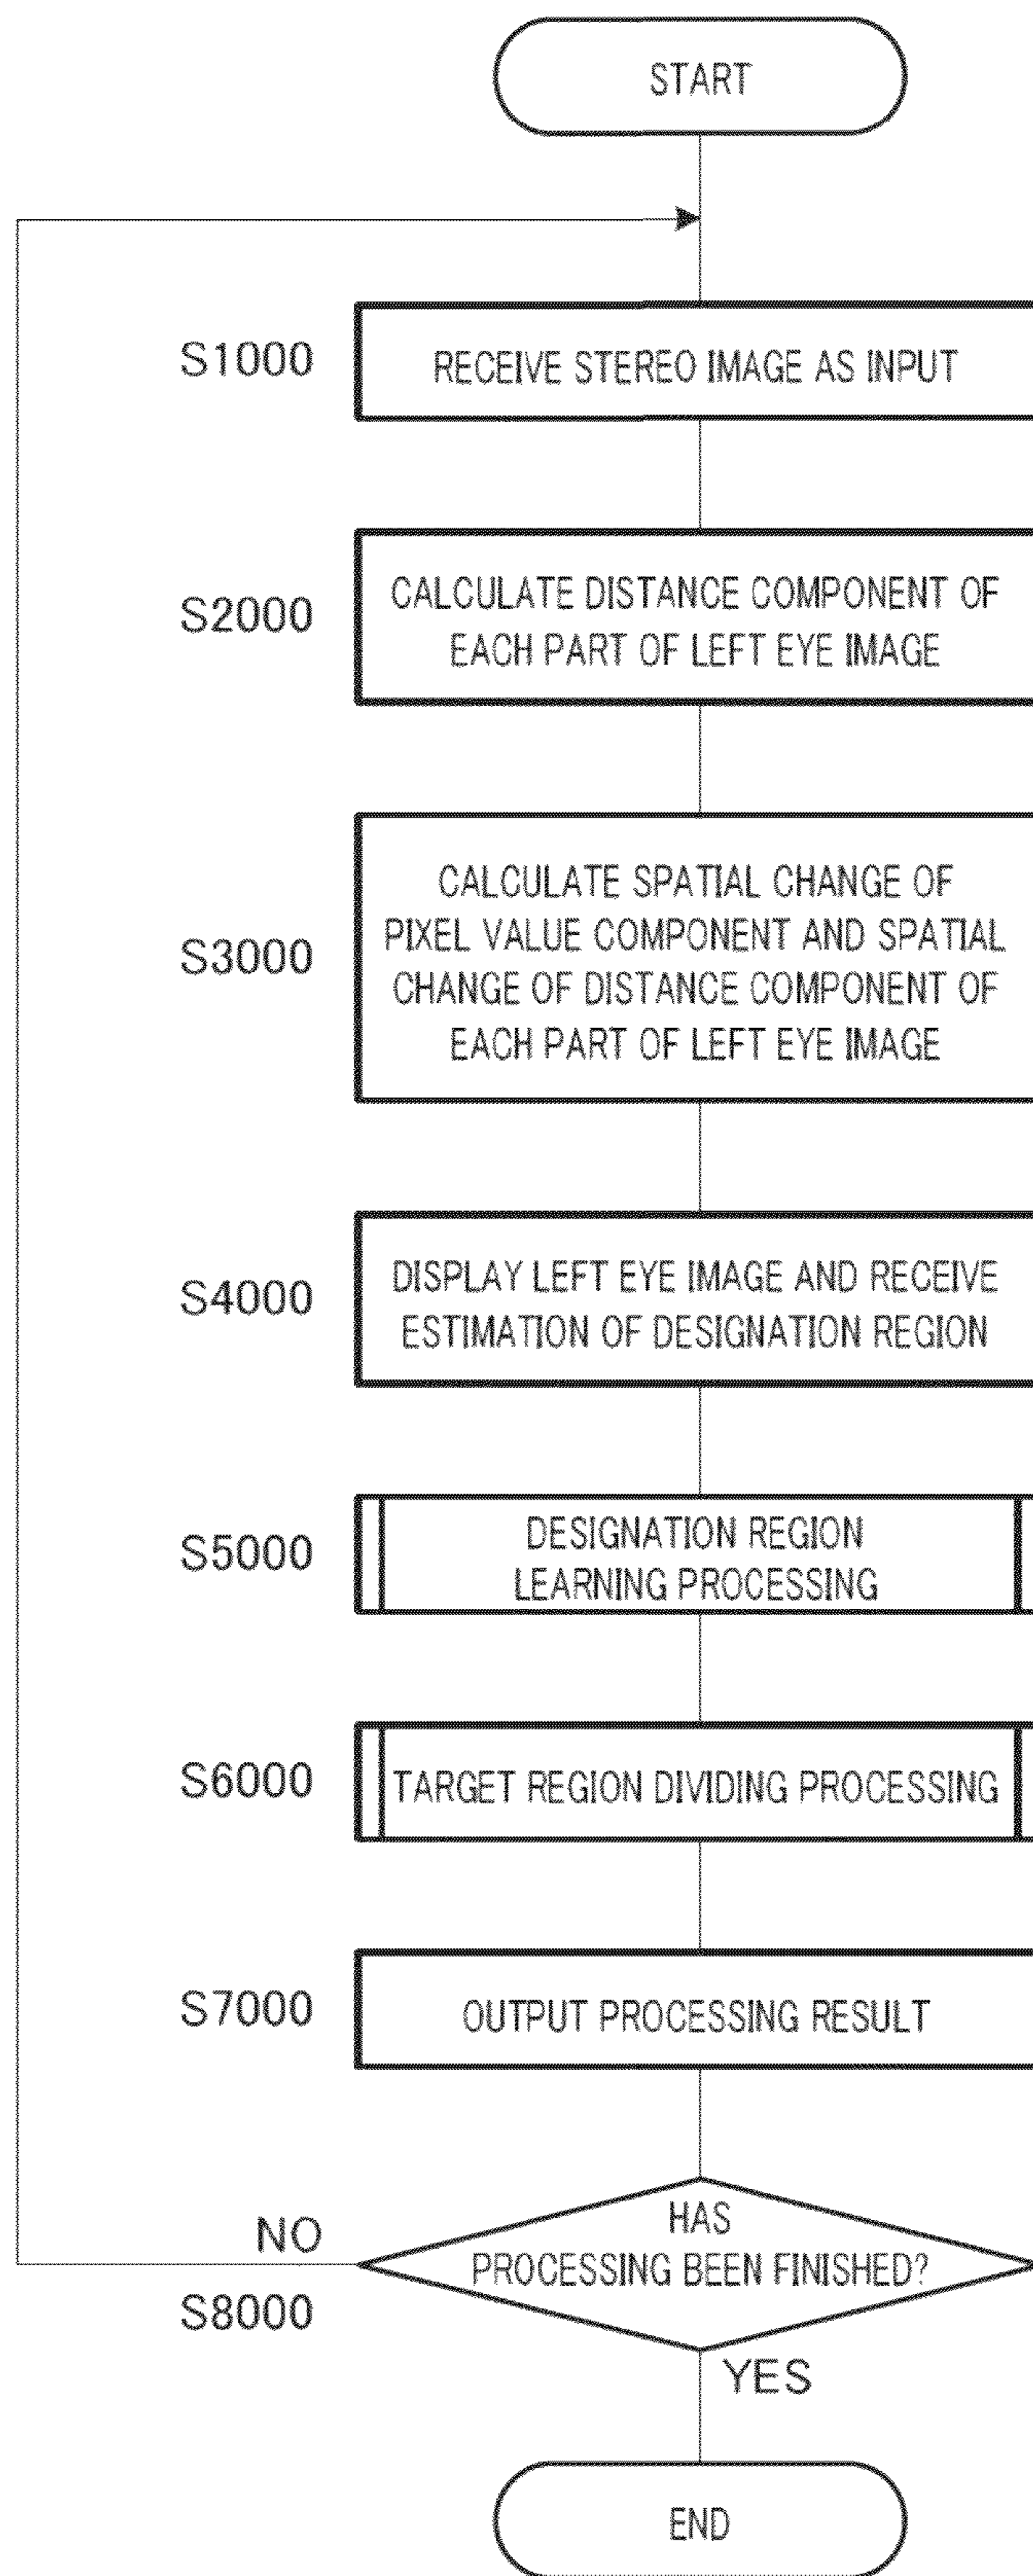 START
S1000
RECEIVE STEREO IMAGE AS INPUT
S2000
CALCULATE DISTANCE COMPONENT OF
EACH PART OF LEFT EYE IMAGE
S3000
CALCULATE SPATIAL CHANGE OF
PIXEL VALUE COMPONENT AND SPATIAL
CHANGE OF DISTANCE COMPONENT OF
EACH PART OF LEFT EYE IMAGE
S4000
DISPLAY LEFT EYE IMAGE AND RECEIVE
ESTIMATION OF DESIGNATION REGION
S5000
DESIGNATION REGION
LEARNING PROCESSING
S6000
TARGET REGION DIVIDING PROCESSING
S7000
OUTPUT PROCESSING RESULT
NO
S8000
HAS
PROCESSING BEEN FINISHED?
YES
END